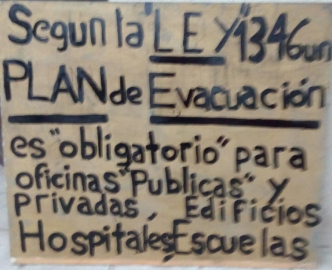 Segun la "LEY" 1346 un
PLAN de Evacuación
es "obligatorio" para
oficinas "Publicas" y
Privadas, Edificios
Hospitales, Escuelas